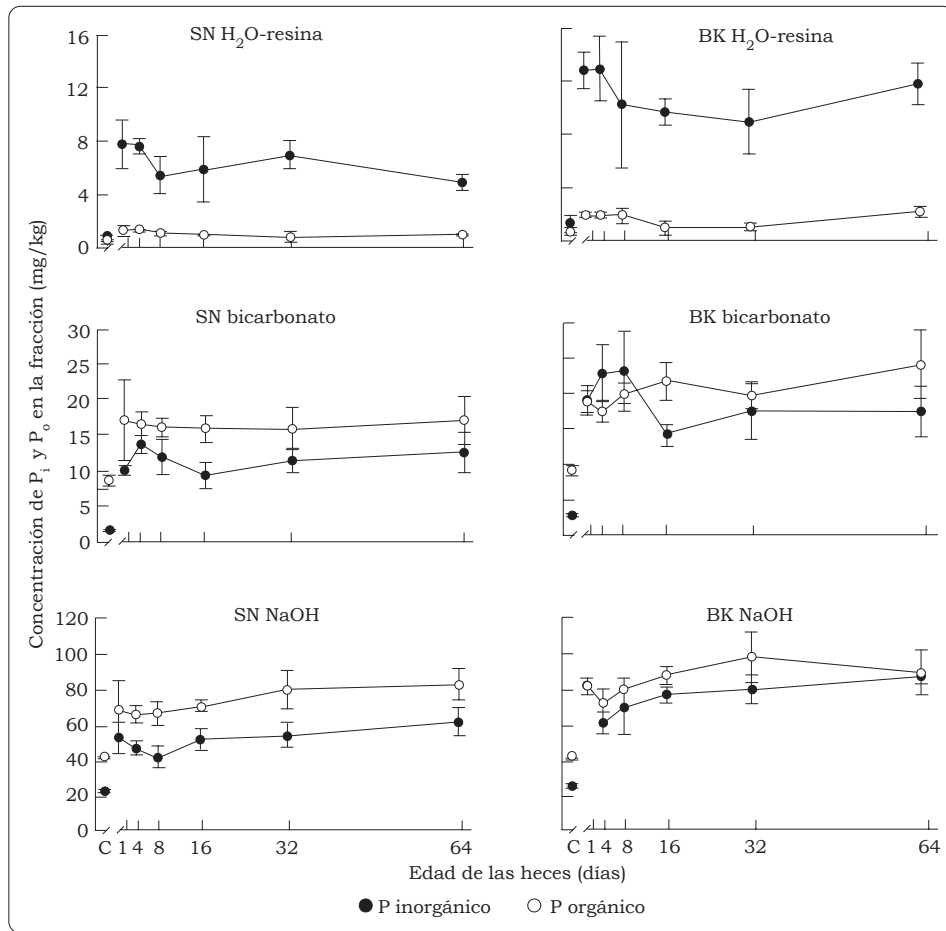 SN H₂O-resina
BK H₂O-resina
16
12
8
4
0
SN bicarbonato
BK bicarbonato
30
25
20
15
10
5
0
Concentración de Pᵢ y Pₒ en la fracción (mg/kg)
SN NaOH
BK NaOH
120
100
80
60
40
20
0
C 1 4 8 16 32 64
C 1 4 8 16 32 64
Edad de las heces (días)
P inorgánico P orgánico